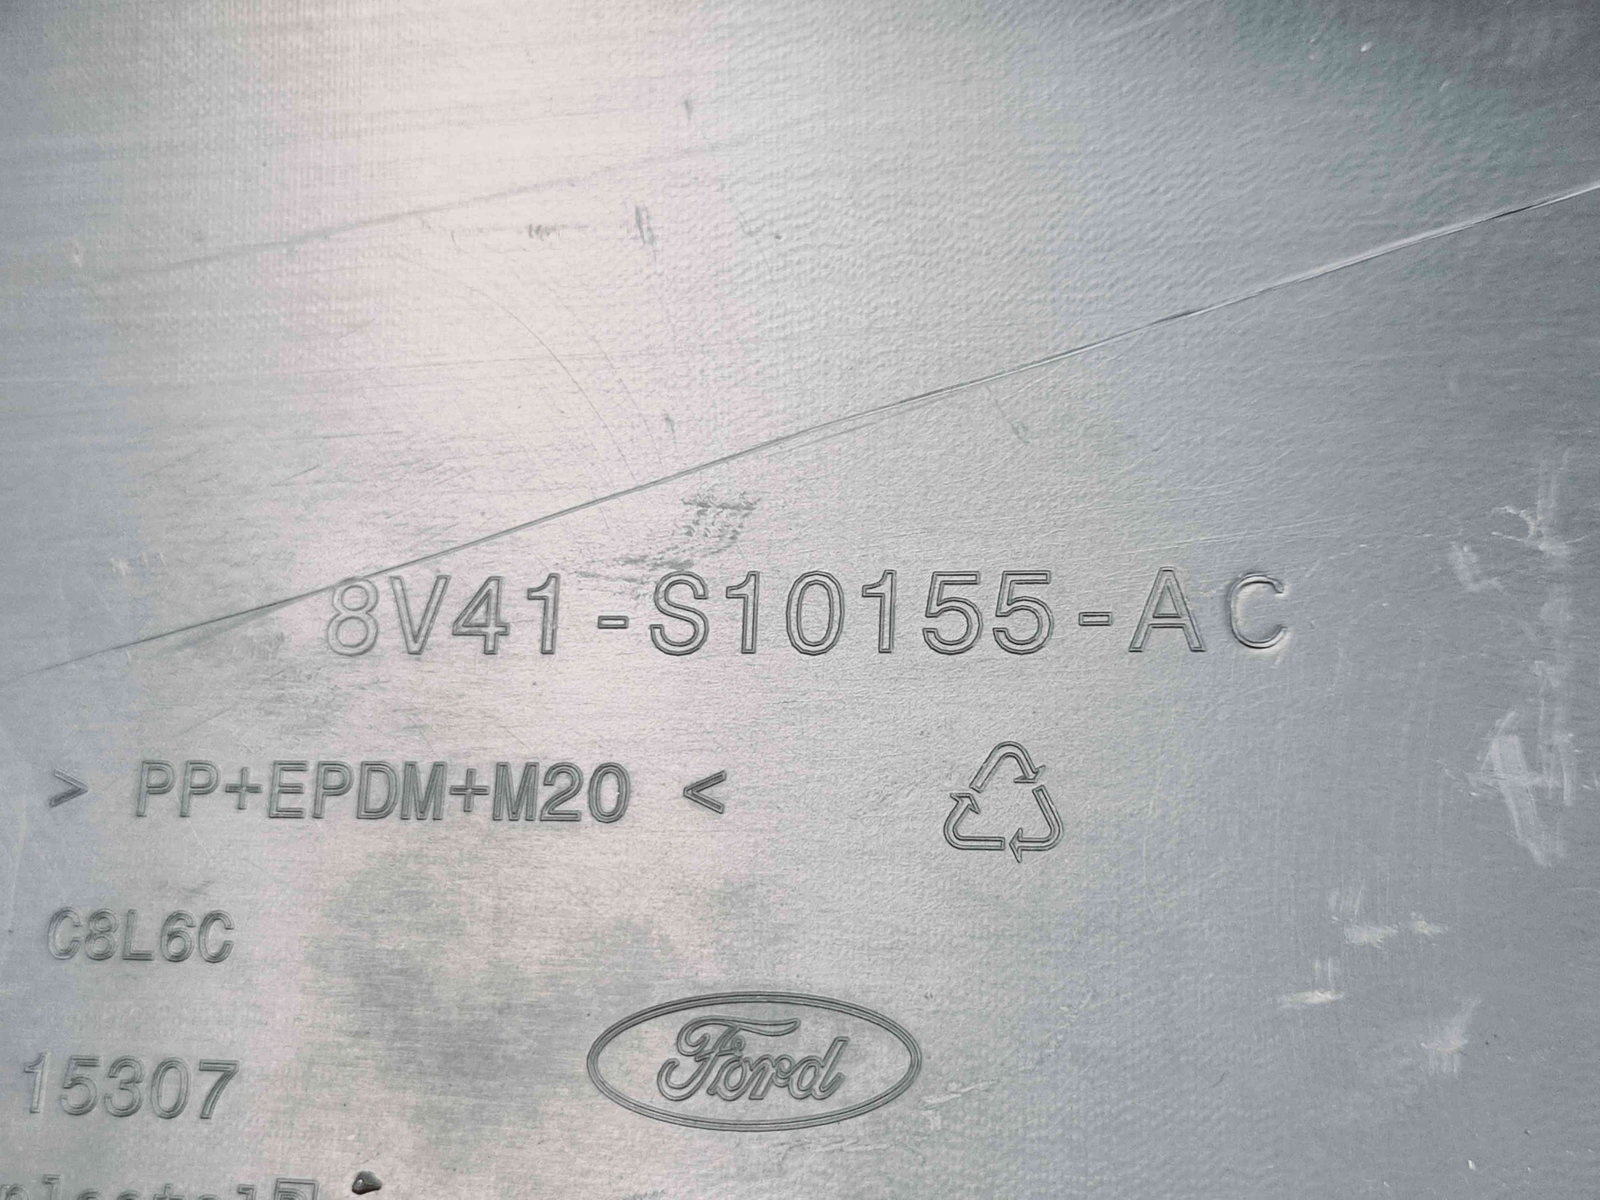 8V41-S10155-AC
> PP+EPDM+M20 <
C8L6C
Ford
15307